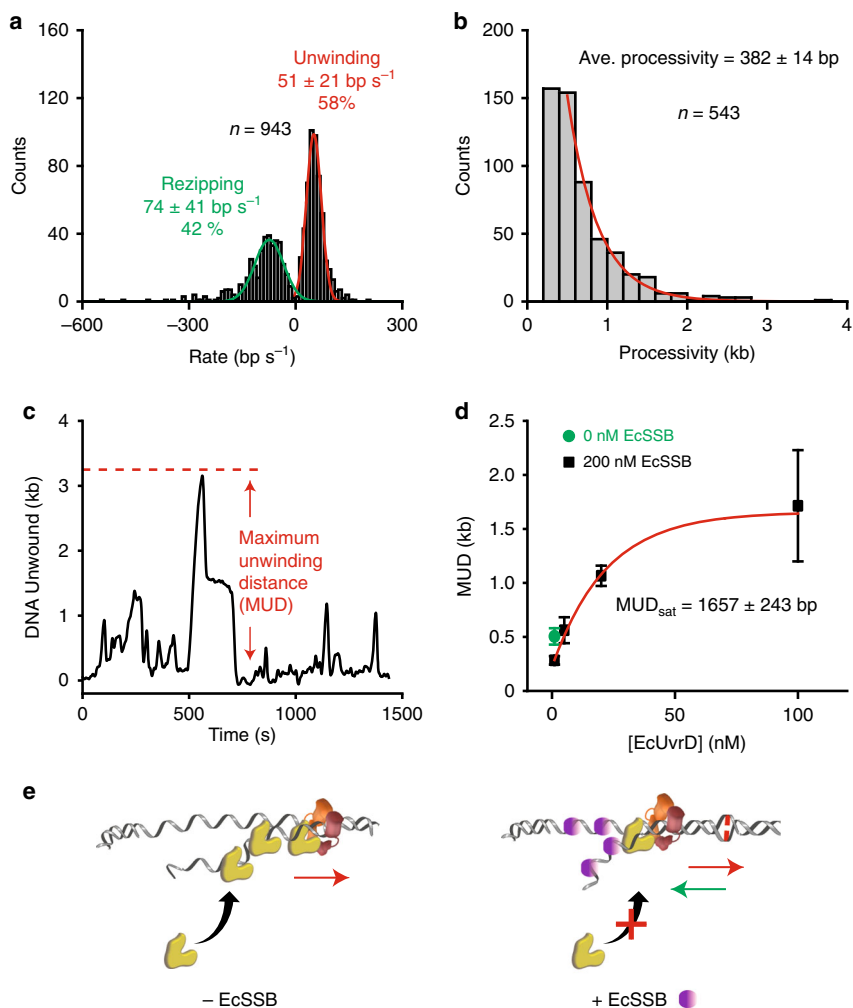 a
Unwinding
51 ± 21 bp s⁻¹
58%
n = 943
Rezipping
74 ± 41 bp s⁻¹
42 %
Counts
160
120
80
40
0
−600
−300
0
300
Rate (bp s⁻¹)
b
Ave. processivity = 382 ± 14 bp
n = 543
Counts
200
150
100
50
0
0
1
2
3
4
Processivity (kb)
c
DNA Unwound (kb)
4
3
2
1
0
Maximum
unwinding
distance
(MUD)
0
500
1000
1500
Time (s)
d
0 nM EcSSB
200 nM EcSSB
MUD (kb)
2.5
2.0
1.5
1.0
0.5
0
MUDsat = 1657 ± 243 bp
0
50
100
[EcUvrD] (nM)
e
− EcSSB
+ EcSSB